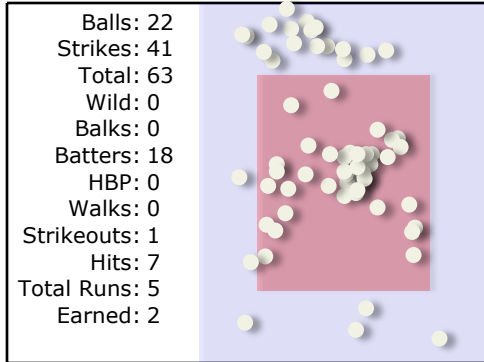 Balls: 22
Strikes: 41
Total: 63
Wild: 0
Balks: 0
Batters: 18
HBP: 0
Walks: 0
Strikeouts: 1
Hits: 7
Total Runs: 5
Earned: 2